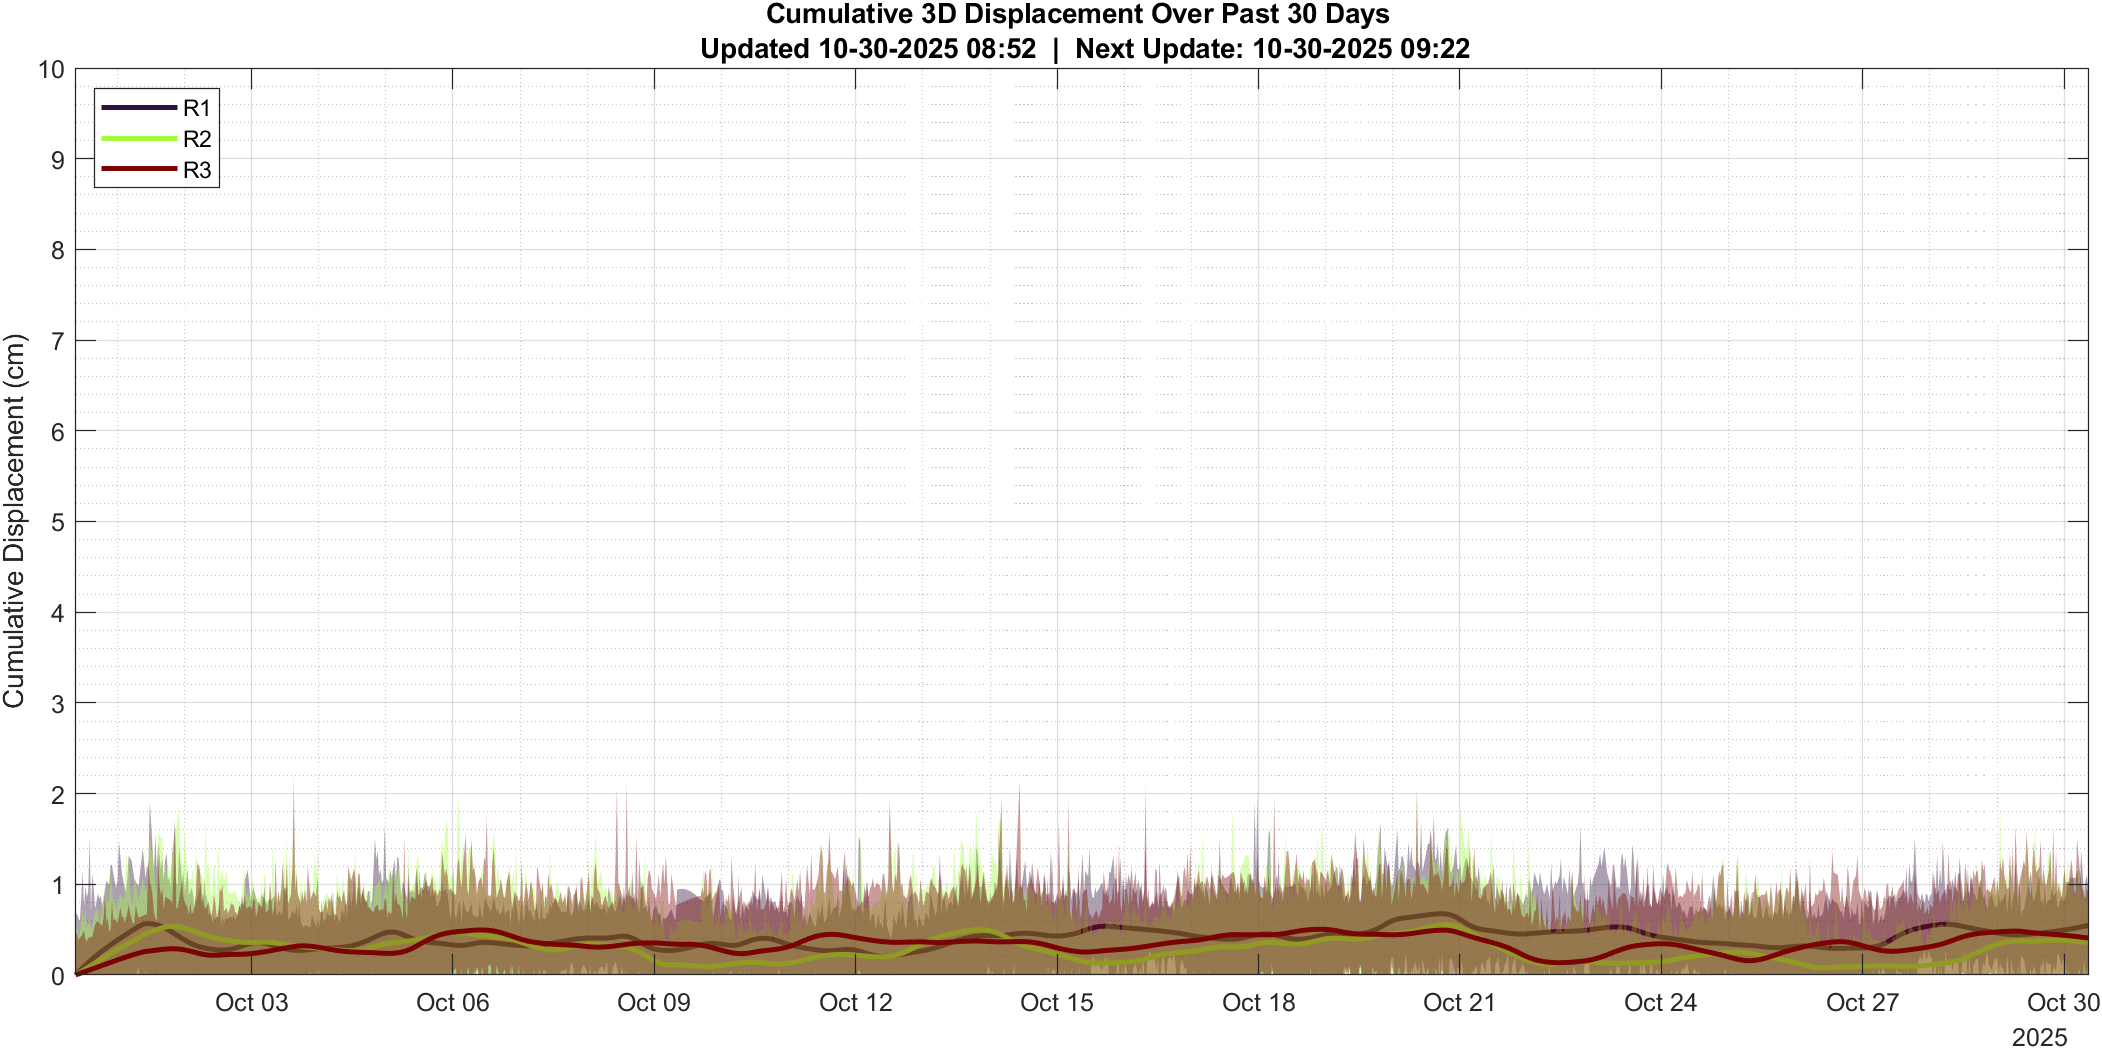 Cumulative 3D Displacement Over Past 30 Days
Updated 10-30-2025 08:52 | Next Update: 10-30-2025 09:22
R1
R2
R3
Cumulative Displacement (cm)
10
9
8
7
6
5
4
3
2
1
0
Oct 03 Oct 06 Oct 09 Oct 12 Oct 15 Oct 18 Oct 21 Oct 24 Oct 27 Oct 30
2025